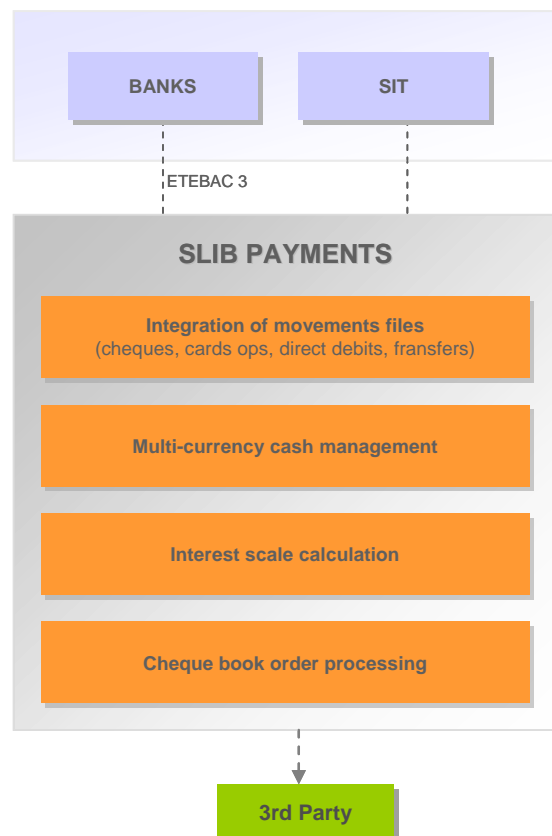 BANKS
SIT
ETEBAC 3
SLIB PAYMENTS
Integration of movements files
(cheques, cards ops, direct debits, fransfers)
Multi-currency cash management
Interest scale calculation
Cheque book order processing
3rd Party